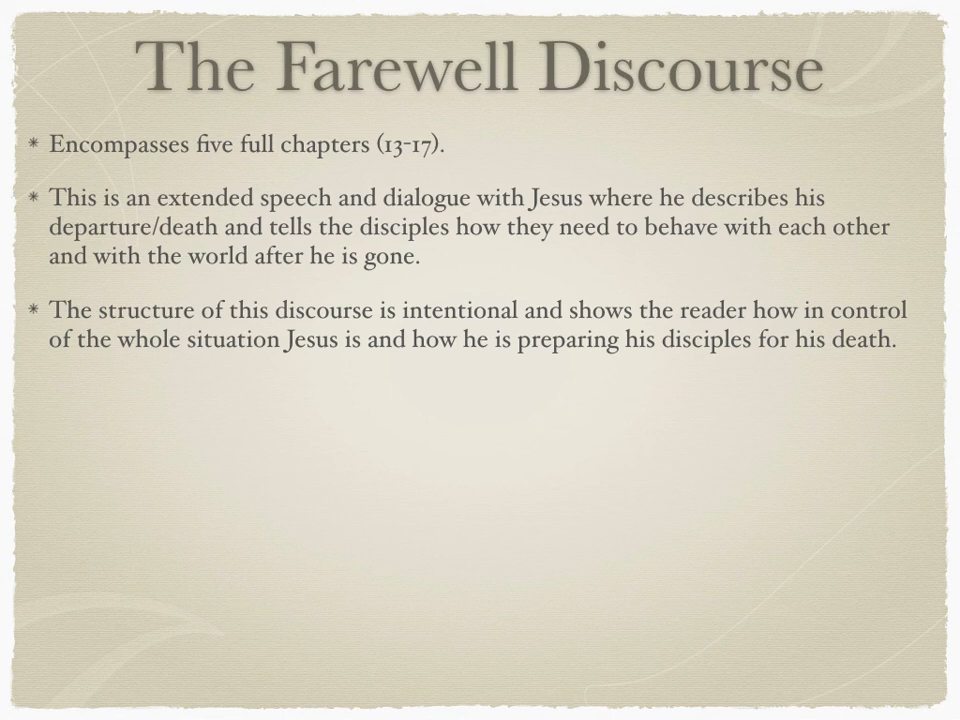 The Farewell Discourse
* Encompasses five full chapters (13-17).
* This is an extended speech and dialogue with Jesus where he describes his
departure/death and tells the disciples how they need to behave with each other
and with the world after he is gone.
* The structure of this discourse is intentional and shows the reader how in control
of the whole situation Jesus is and how he is preparing his disciples for his death.